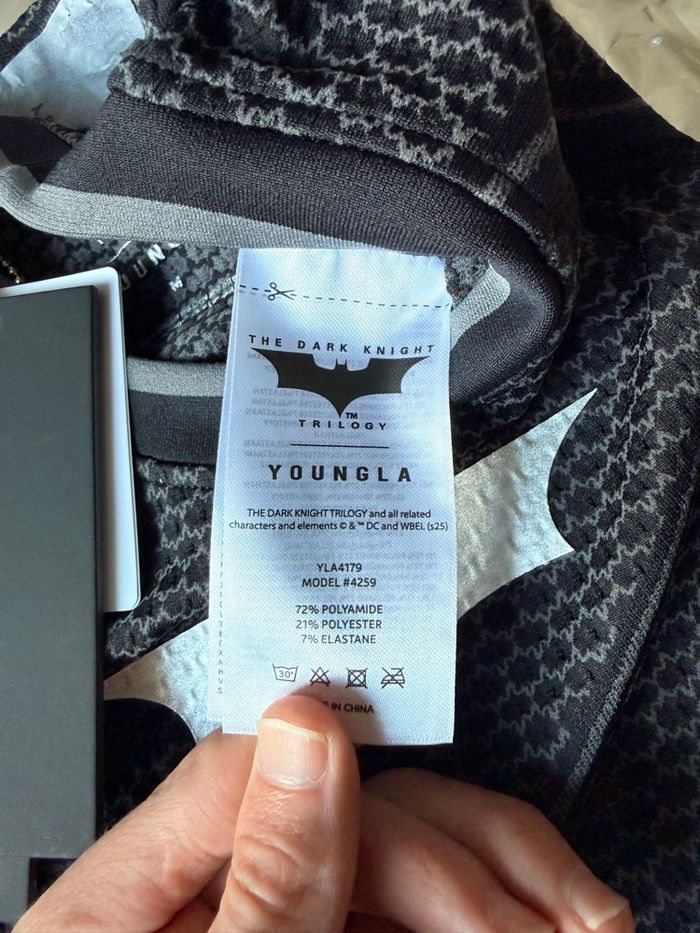 THE DARK KNIGHT
TM
TRILOGY
YOUNGLA
THE DARK KNIGHT TRILOGY and all related
characters and elements © & ™ DC and WBEI. (s25)
YLA4179
MODEL #4259
72% POLYAMIDE
21% POLYESTER
7% ELASTANE
30°
IN CHINA